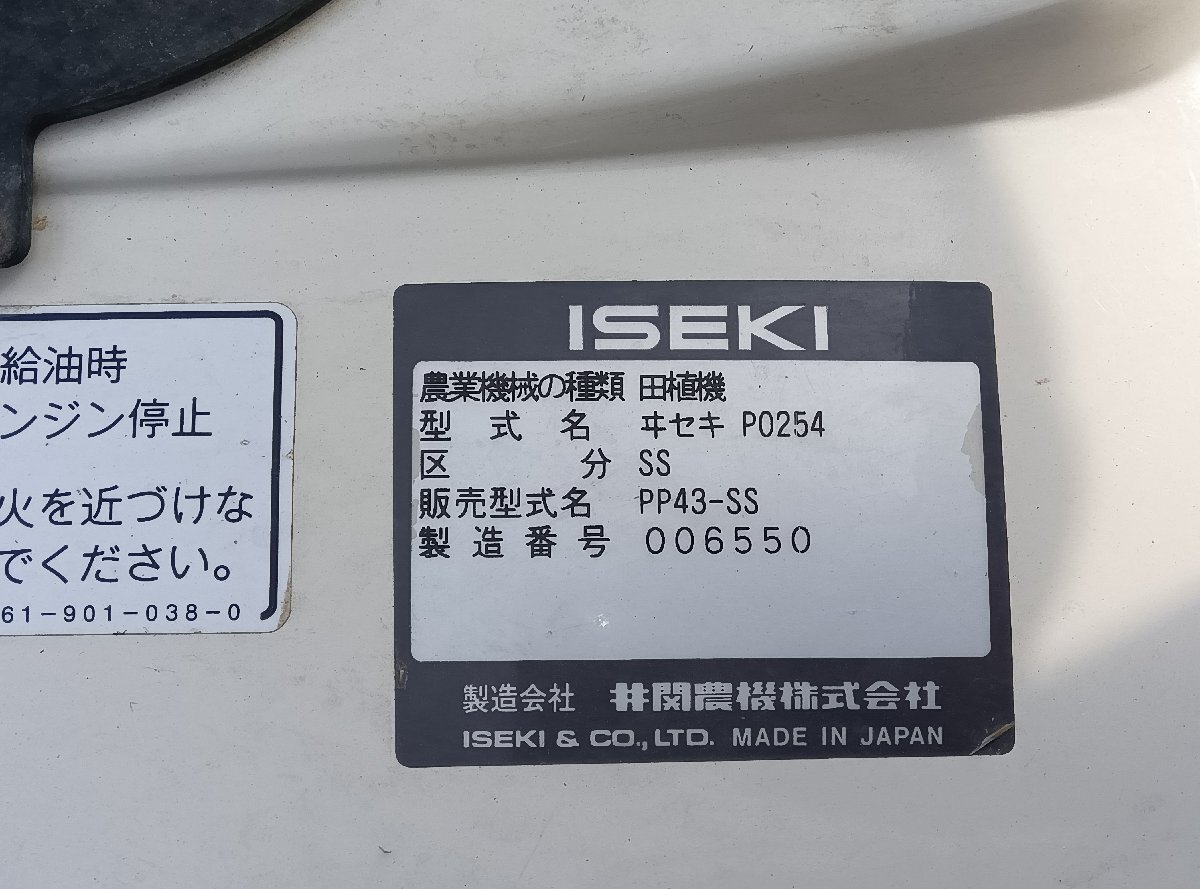 給油時
ンジン停止
火を近づけな
でください。
61-901-038-0
ISEKI
農業機械の種類 田植機
型式名 ヰセキ P0254
区分 SS
販売型式名 PP43-SS
製造番号 006550
製造会社 井関農機株式会社
ISEKI & CO., LTD. MADE IN JAPAN